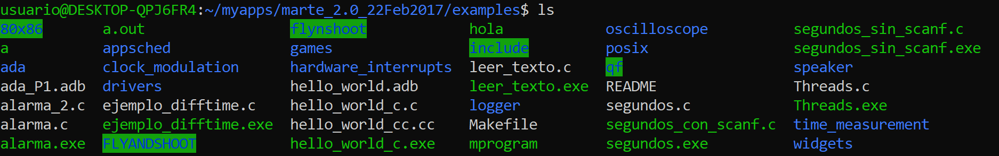 usuario@DESKTOP-QPJ6FR4:~/myapps/marte_2.0_22Feb2017/examples$ ls
80x86 a.out flynshoot hola oscilloscope segundos_sin_scanf.c
a appsched games include posix segundos_sin_scanf.exe
ada clock_modulation hardware_interrupts leer_texto.c qf speaker
ada_P1.adb drivers hello_world.adb leer_texto.exe README Threads.c
alarma_2.c ejemplo_difftime.c hello_world_c.c logger segundos.c Threads.exe
alarma.c ejemplo_difftime.exe hello_world_cc.cc Makefile segundos_con_scanf.c time_measurement
alarma.exe FLYANDSHOOT hello_world_c.exe mprogram segundos.exe widgets